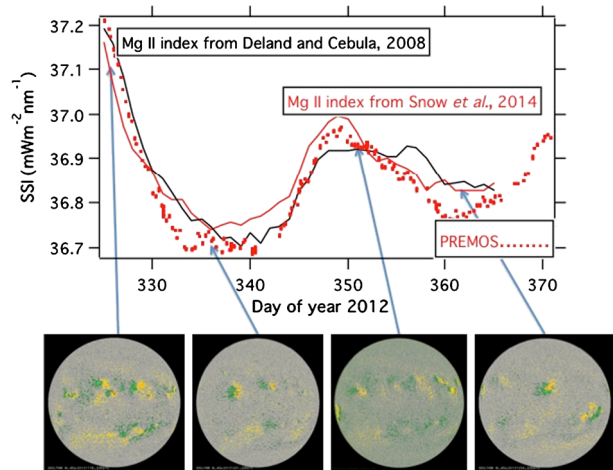 37.2
Mg II index from Deland and Cebula, 2008
37.1
Mg II index from Snow et al., 2014
37.0
SSI (mWm-2nm-1)
36.9
36.8
PREMOS........
36.7
330
340
350
360
370
Day of year 2012